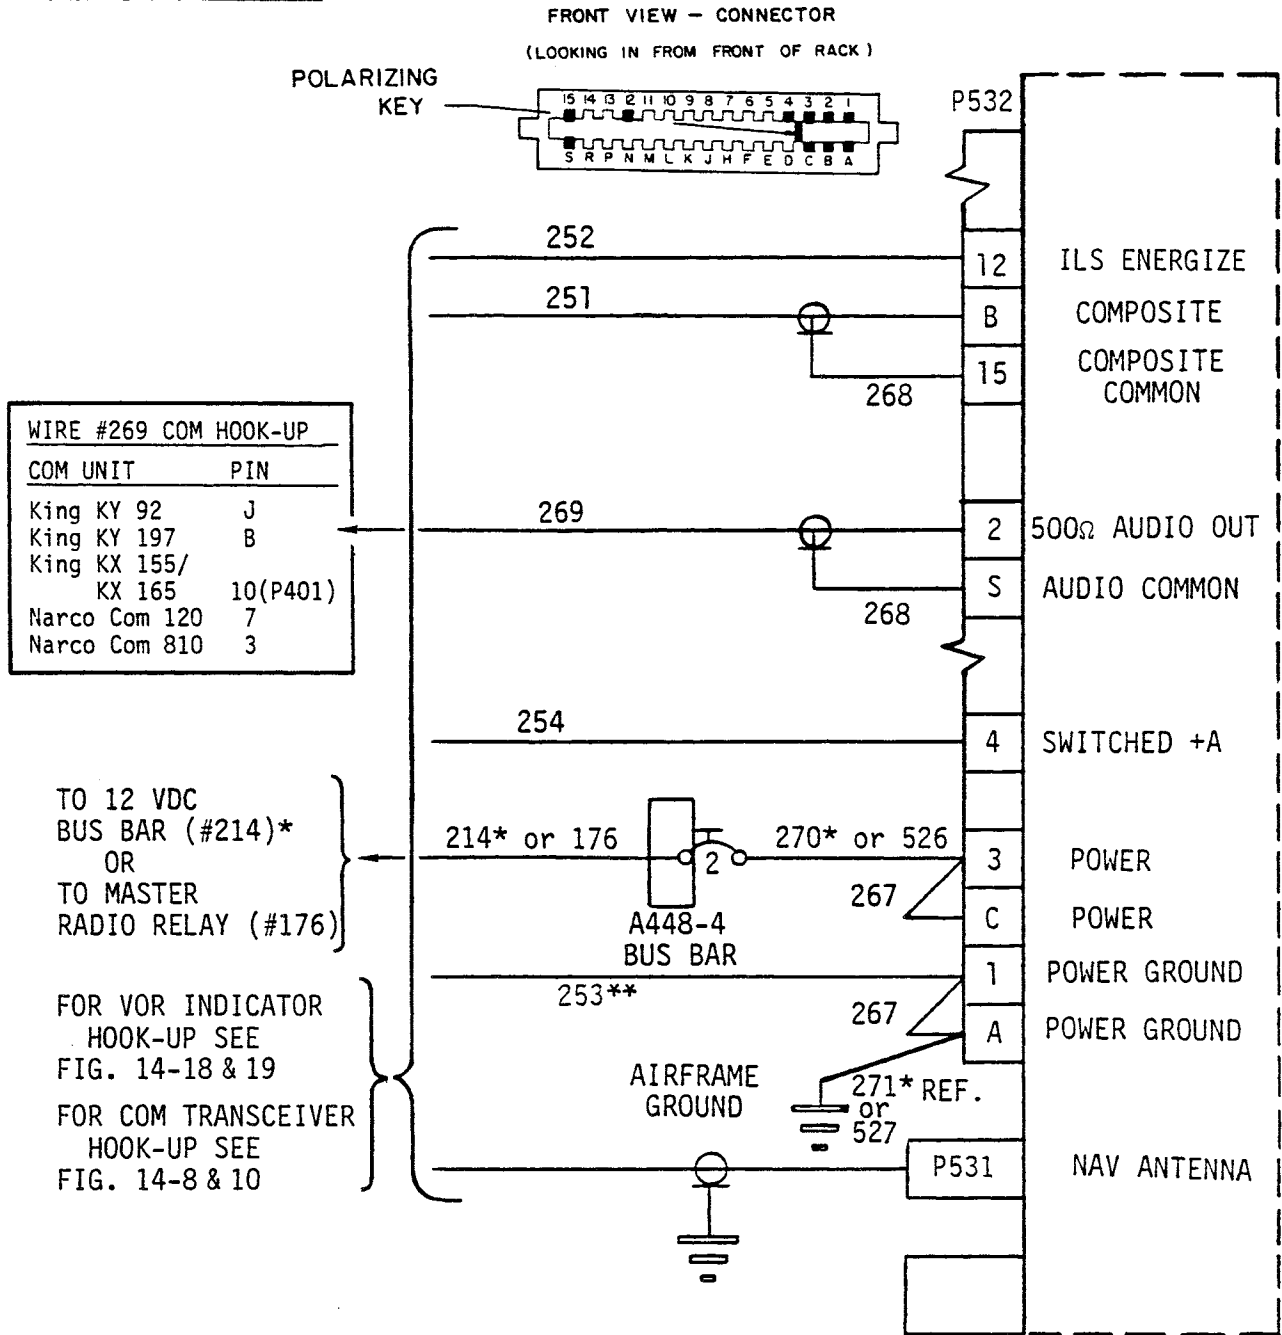 FRONT VIEW – CONNECTOR
(LOOKING IN FROM FRONT OF RACK)
POLARIZING
KEY
15 14 13 12 11 10 9 8 7 6 5 4 3 2 1
S R P N M L K J H F E D C B A
P532
252
12
ILS ENERGIZE
251
B
COMPOSITE
15
COMPOSITE
COMMON
268
WIRE #269 COM HOOK-UP
COM UNIT PIN
King KY 92 J
King KY 197 B
King KX 155/
KX 165 10(P401)
Narco Com 120 7
Narco Com 810 3
269
2
500Ω AUDIO OUT
S
AUDIO COMMON
268
254
4
SWITCHED +A
TO 12 VDC
BUS BAR (#214)*
OR
TO MASTER
RADIO RELAY (#176)
214* or 176
2
270* or 526
3
POWER
267
C
POWER
A448-4
BUS BAR
253**
1
POWER GROUND
267
A
POWER GROUND
FOR VOR INDICATOR
HOOK-UP SEE
FIG. 14-18 & 19
FOR COM TRANSCEIVER
HOOK-UP SEE
FIG. 14-8 & 10
AIRFRAME
GROUND
271* REF.
or
527
P531
NAV ANTENNA